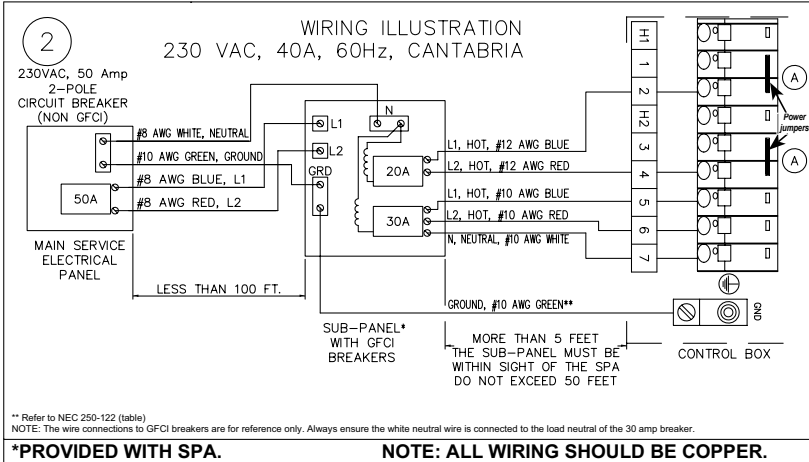 2
WIRING ILLUSTRATION
230 VAC, 40A, 60Hz, CANTABRIA
230VAC, 50 Amp
2-POLE
CIRCUIT BREAKER
(NON GFCI)
#8 AWG WHITE, NEUTRAL
#10 AWG GREEN, GROUND
#8 AWG BLUE, L1
#8 AWG RED, L2
50A
MAIN SERVICE
ELECTRICAL
PANEL
LESS THAN 100 FT.
N
L1
L2
GRD
20A
30A
SUB-PANEL*
WITH GFCI
BREAKERS
L1, HOT, #12 AWG BLUE
L2, HOT, #12 AWG RED
L1, HOT, #10 AWG BLUE
L2, HOT, #10 AWG RED
N, NEUTRAL, #10 AWG WHITE
GROUND, #10 AWG GREEN**
MORE THAN 5 FEET
THE SUB-PANEL MUST BE
WITHIN SIGHT OF THE SPA
DO NOT EXCEED 50 FEET
H1
1
2
H2
3
4
5
6
7
A
Power
jumpers
A
GND
CONTROL BOX
** Refer to NEC 250-122 (table)
NOTE: The wire connections to GFCI breakers are for reference only. Always ensure the white neutral wire is connected to the load neutral of the 30 amp breaker.
*PROVIDED WITH SPA. NOTE: ALL WIRING SHOULD BE COPPER.